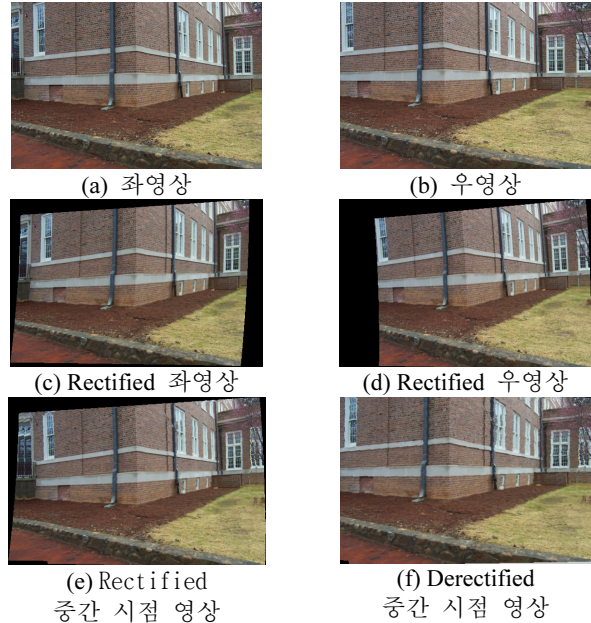 (a) 좌영상
(b) 우영상
(c) Rectified 좌영상
(d) Rectified 우영상
(e) Rectified
중간 시점 영상
(f) Derectified
중간 시점 영상